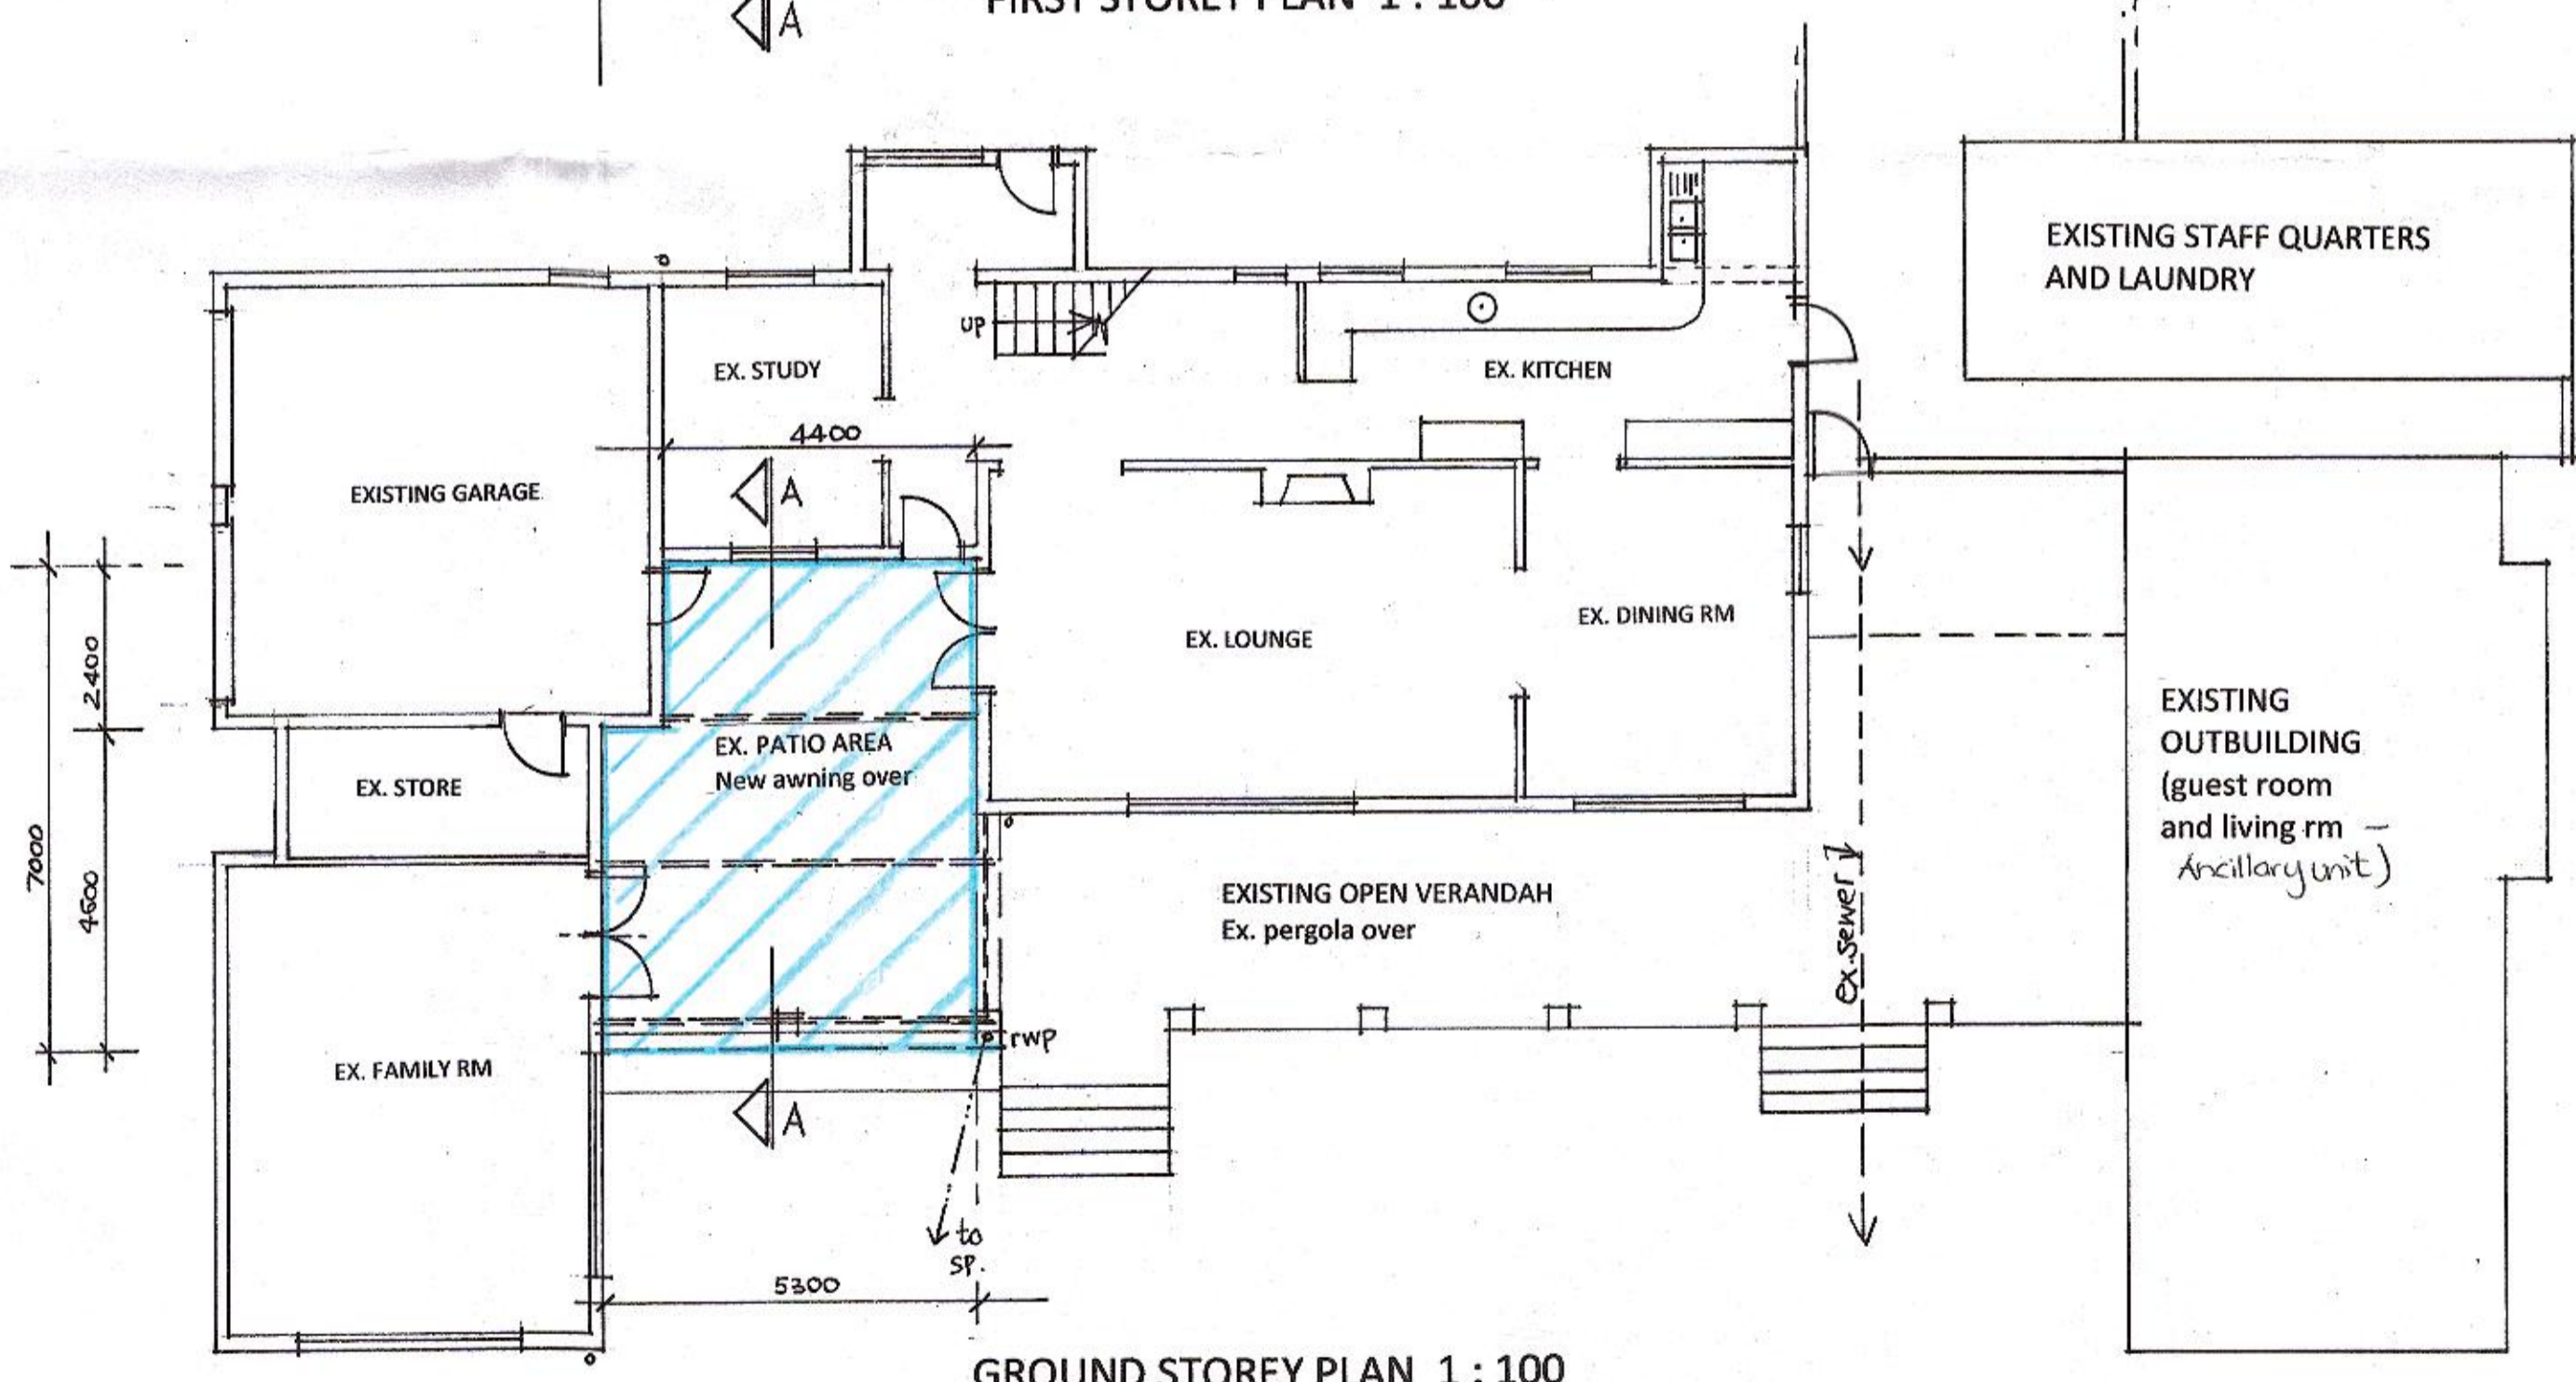 FIRST STOREY PLAN 1 : 100
A
EXISTING STAFF QUARTERS
AND LAUNDRY
UP
EX. STUDY
EX. KITCHEN
4400
A
EXISTING GARAGE
2400
EX. LOUNGE
EX. DINING RM
EXISTING
OUTBUILDING
(guest room
and living rm –
Ancillary unit)
EX. PATIO AREA
New awning over
EX. STORE
7000
4600
EXISTING OPEN VERANDAH
Ex. pergola over
ex.sewer
rwp
EX. FAMILY RM
A
to
SP.
5300
GROUND STOREY PLAN 1 : 100